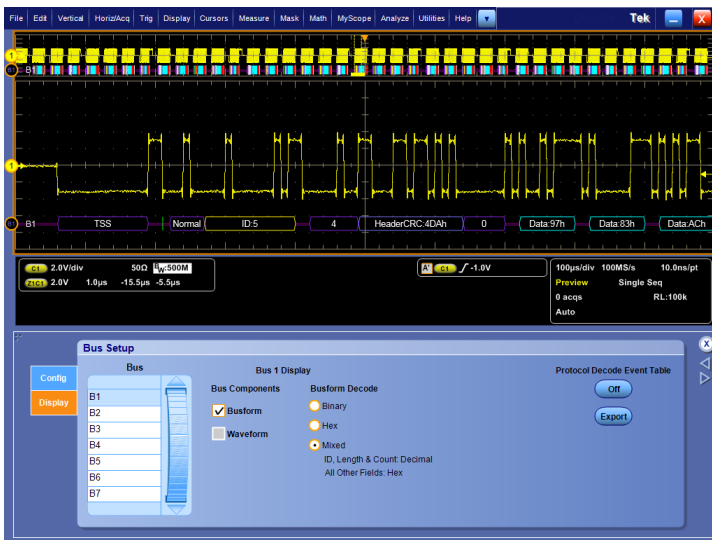 File Edit Vertical Horiz/Acq Trig Display Cursors Measure Mask Math MyScope Analyze Utilities Help Tek X
1
B1 B1
1
B1 B1 TSS Normal ID:5 4 HeaderCRC:4DAh 0 Data:97h Data:83h Data:ACh
C1 2.0V/div 50Ω BW:500M A' C1 -1.0V 100µs/div 100MS/s 10.0ns/pt
Z1C1 2.0V 1.0µs -15.5µs -5.5µs Preview Single Seq
0 acqs RL:100k
Auto
Bus Setup X
Config Bus Bus 1 Display Protocol Decode Event Table
Display B1 Bus Components Busform Decode Off
B2 Busform Binary Export
B3 Waveform Hex
B4 Mixed
B5 ID, Length & Count: Decimal
B6 All Other Fields: Hex
B7